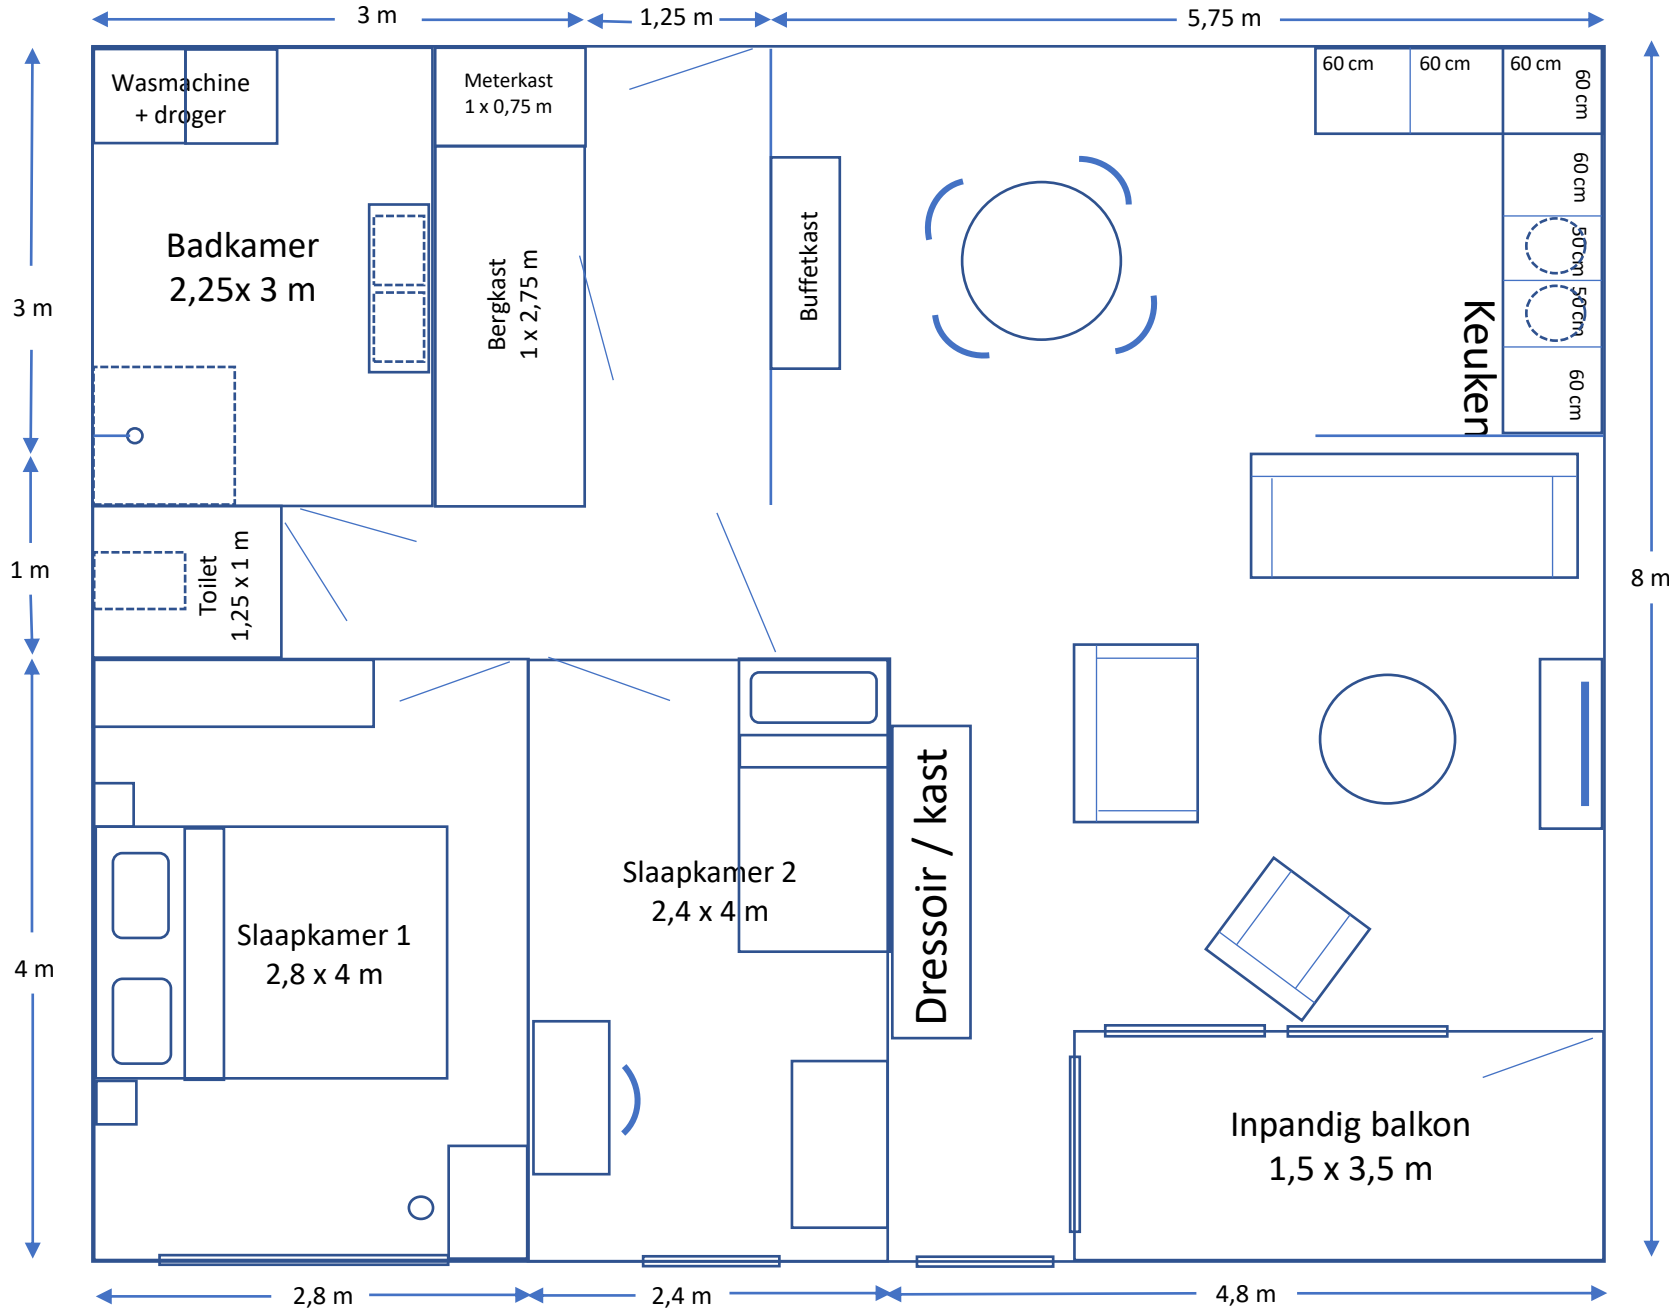 3 m
1,25 m
5,75 m
Wasmachine
+ droger
Meterkast
1 x 0,75 m
60 cm
60 cm
60 cm
60 cm
60 cm
50 cm
50 cm
60 cm
Badkamer
2,25x 3 m
Bergkast
1 x 2,75 m
Buffetkast
Keuken
3 m
1 m
8 m
Toilet
1,25 x 1 m
Slaapkamer 2
2,4 x 4 m
Dressoir / kast
Slaapkamer 1
2,8 x 4 m
4 m
Inpandig balkon
1,5 x 3,5 m
2,8 m
2,4 m
4,8 m